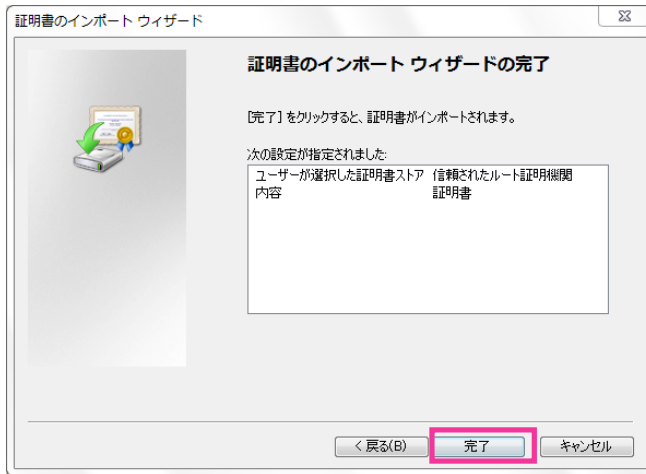 証明書のインポート ウィザード
証明書のインポート ウィザードの完了
[完了] をクリックすると、証明書がインポートされます。
次の設定が指定されました:
ユーザーが選択した証明書ストア 信頼されたルート証明機関
内容 証明書
< 戻る(B) 完了 キャンセル